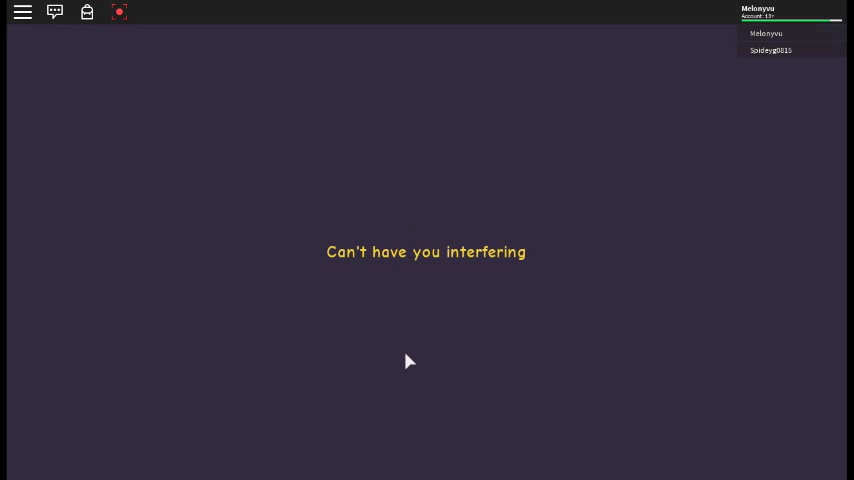 Melonyvu
Account: 13+
Melonyvu
Spideyg0815
Can't have you interfering